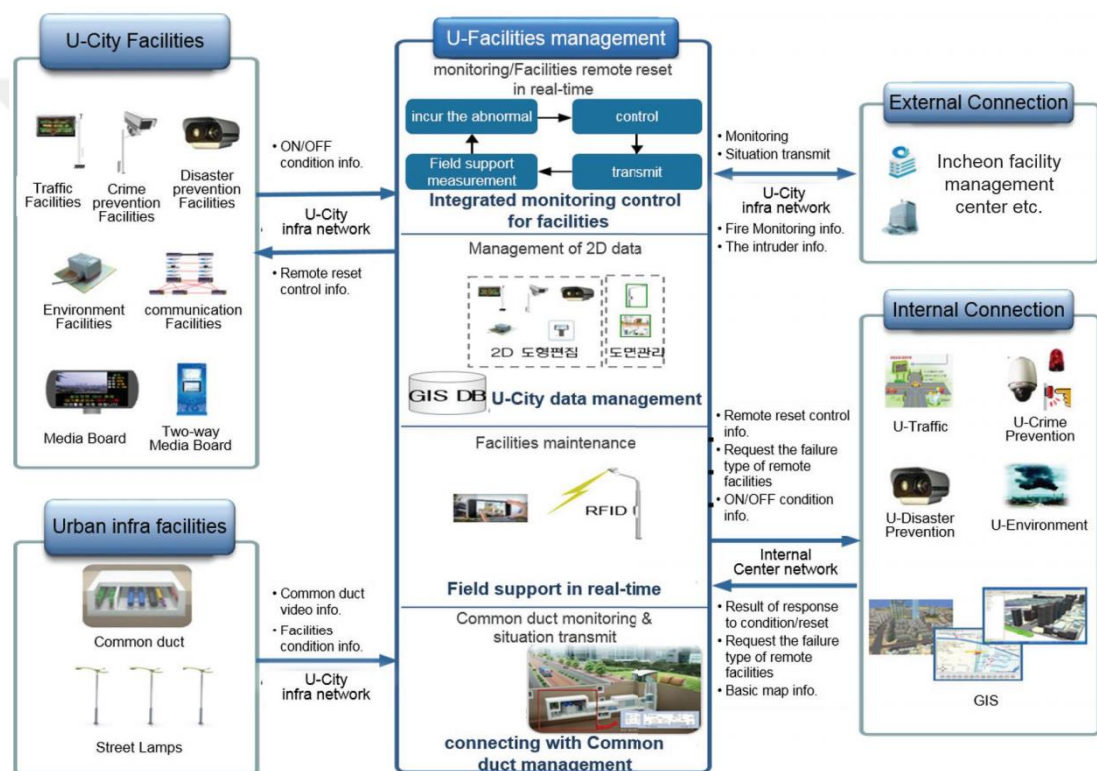 U-City Facilities
Traffic
Facilities
Crime
prevention
Facilities
Disaster
prevention
Facilities
Environment
Facilities
communication
Facilities
Media Board
Two-way
Media Board
Urban infra facilities
Common duct
Street Lamps
• ON/OFF
condition info.
U-City
infra network
• Remote reset
control info.
• Common duct
video info.
• Facilities
condition info.
U-City
infra network
U-Facilities management
monitoring/Facilities remote reset
in real-time
incur the abnormal
control
Field support
measurement
transmit
Integrated monitoring control
for facilities
Management of 2D data
2D 도형편집
도면관리
GIS DB
U-City data management
Facilities maintenance
RFID
Field support in real-time
Common duct monitoring &
situation transmit
connecting with Common
duct management
• Monitoring
• Situation transmit
U-City
infra network
• Fire Monitoring info.
• The intruder info.
• Remote reset control
info.
• Request the failure
type of remote
facilities
• ON/OFF condition
info.
Internal
Center network
• Result of response
to condition/reset
• Request the failure
type of remote
facilities
• Basic map info.
External Connection
Incheon facility
management
center etc.
Internal Connection
U-Traffic
U-Crime
Prevention
U-Disaster
Prevention
U-Environment
GIS